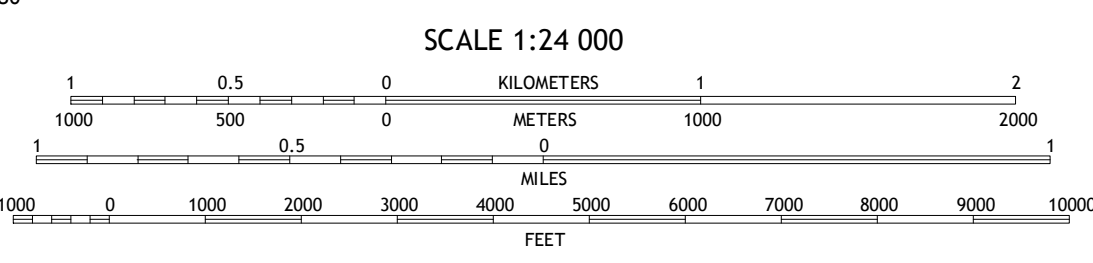 SCALE 1:24 000
1 0.5 0 KILOMETERS 1 2
1000 500 0 METERS 1000 2000
1 0.5 0 1
MILES
1000 0 1000 2000 3000 4000 5000 6000 7000 8000 9000 10000
FEET